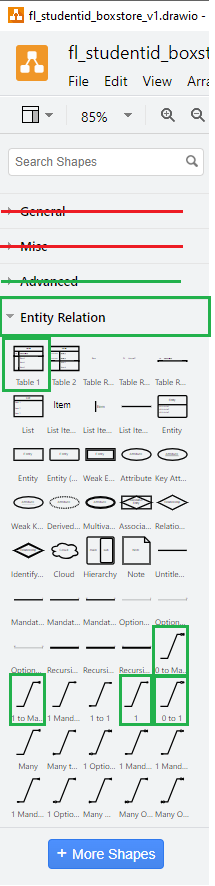 fl_studentid_boxstore_v1.drawio -
fl_studentid_boxst
File Edit View Arra
85%
Search Shapes
General
Misc
Advanced
Entity Relation
Table 1 Table 2 Table R... Table R... Table R...
List List Ite... List Ite... List Ite... Entity
Item
Entity Entity (... Weak E... Attribute Key Att...
Weak K... Derived... Multiva... Associa... Relatio...
Identify... Cloud Hierarchy Note Untitle...
Mandat... Mandat... Mandat... Option... Option...
Option... Recursi... Recursi... Recursi... 0 to Ma...
1 to Ma... 1 Mand... 1 to 1 1 0 to 1
Many Many t... 1 Optio... 1 Mand... 1 Mand...
1 Mand... 1 Optio... Many ... Many O... 1 Mand...
+ More Shapes